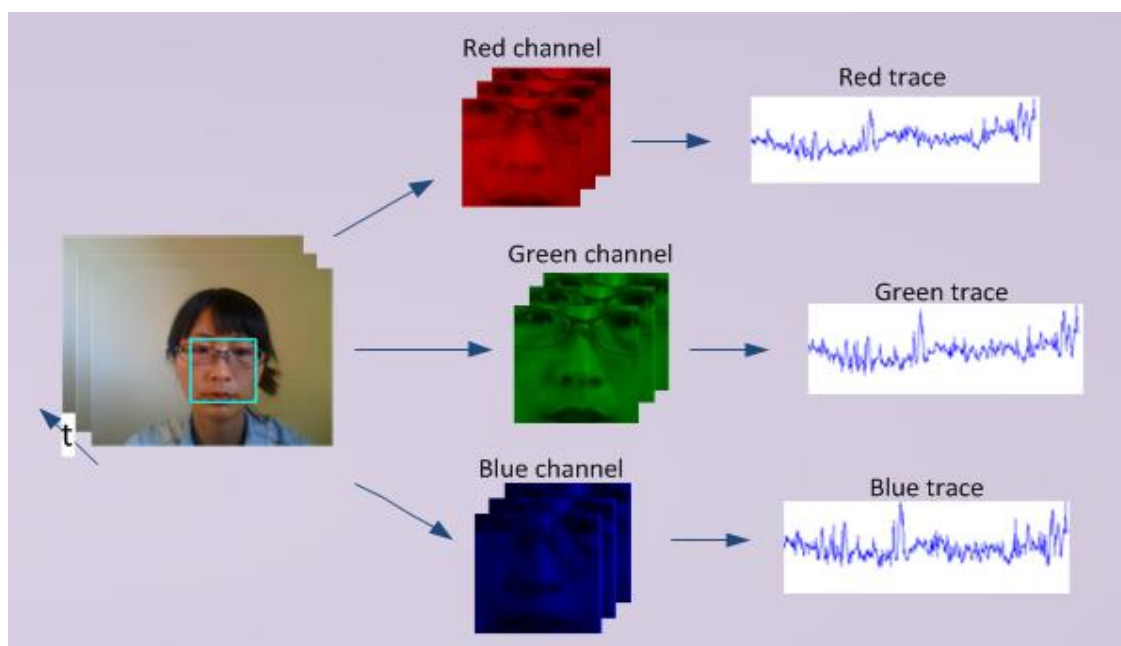 Red channel
Red trace
Green channel
Green trace
t
Blue channel
Blue trace